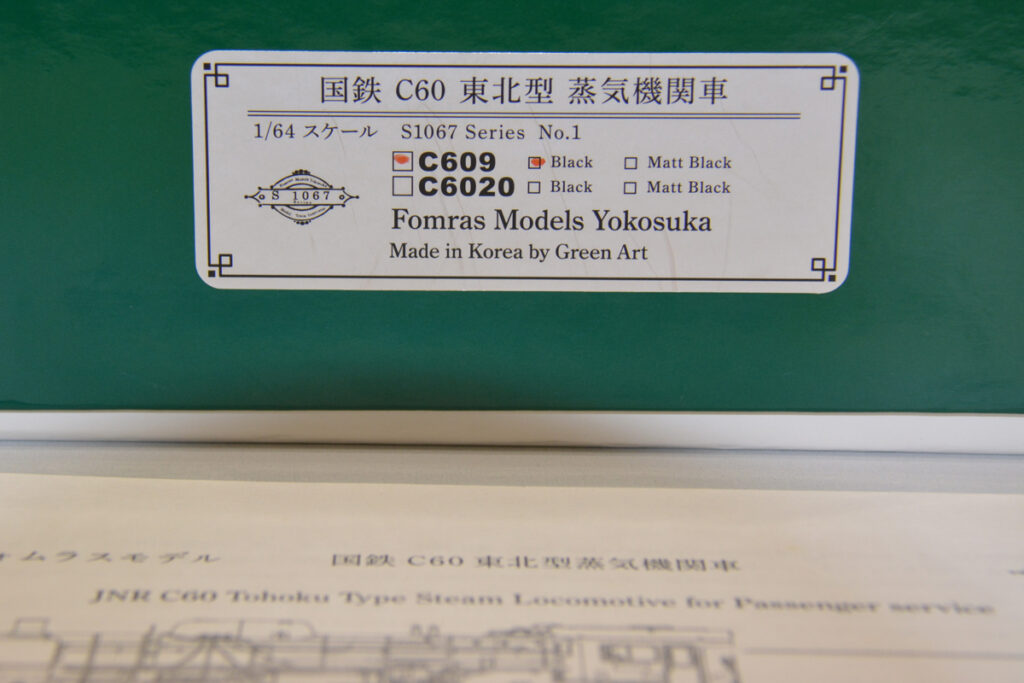 国鉄 C60 東北型 蒸気機関車
1/64 スケール S1067 Series No.1
C609 Black Matt Black
C6020 Black Matt Black
S 1067
Fomras Models Yokosuka
Made in Korea by Green Art
ムラスモデル 国鉄 C60 東北型蒸気機関車
JNR C60 Tohoku Type Steam Locomotive for Passenger service